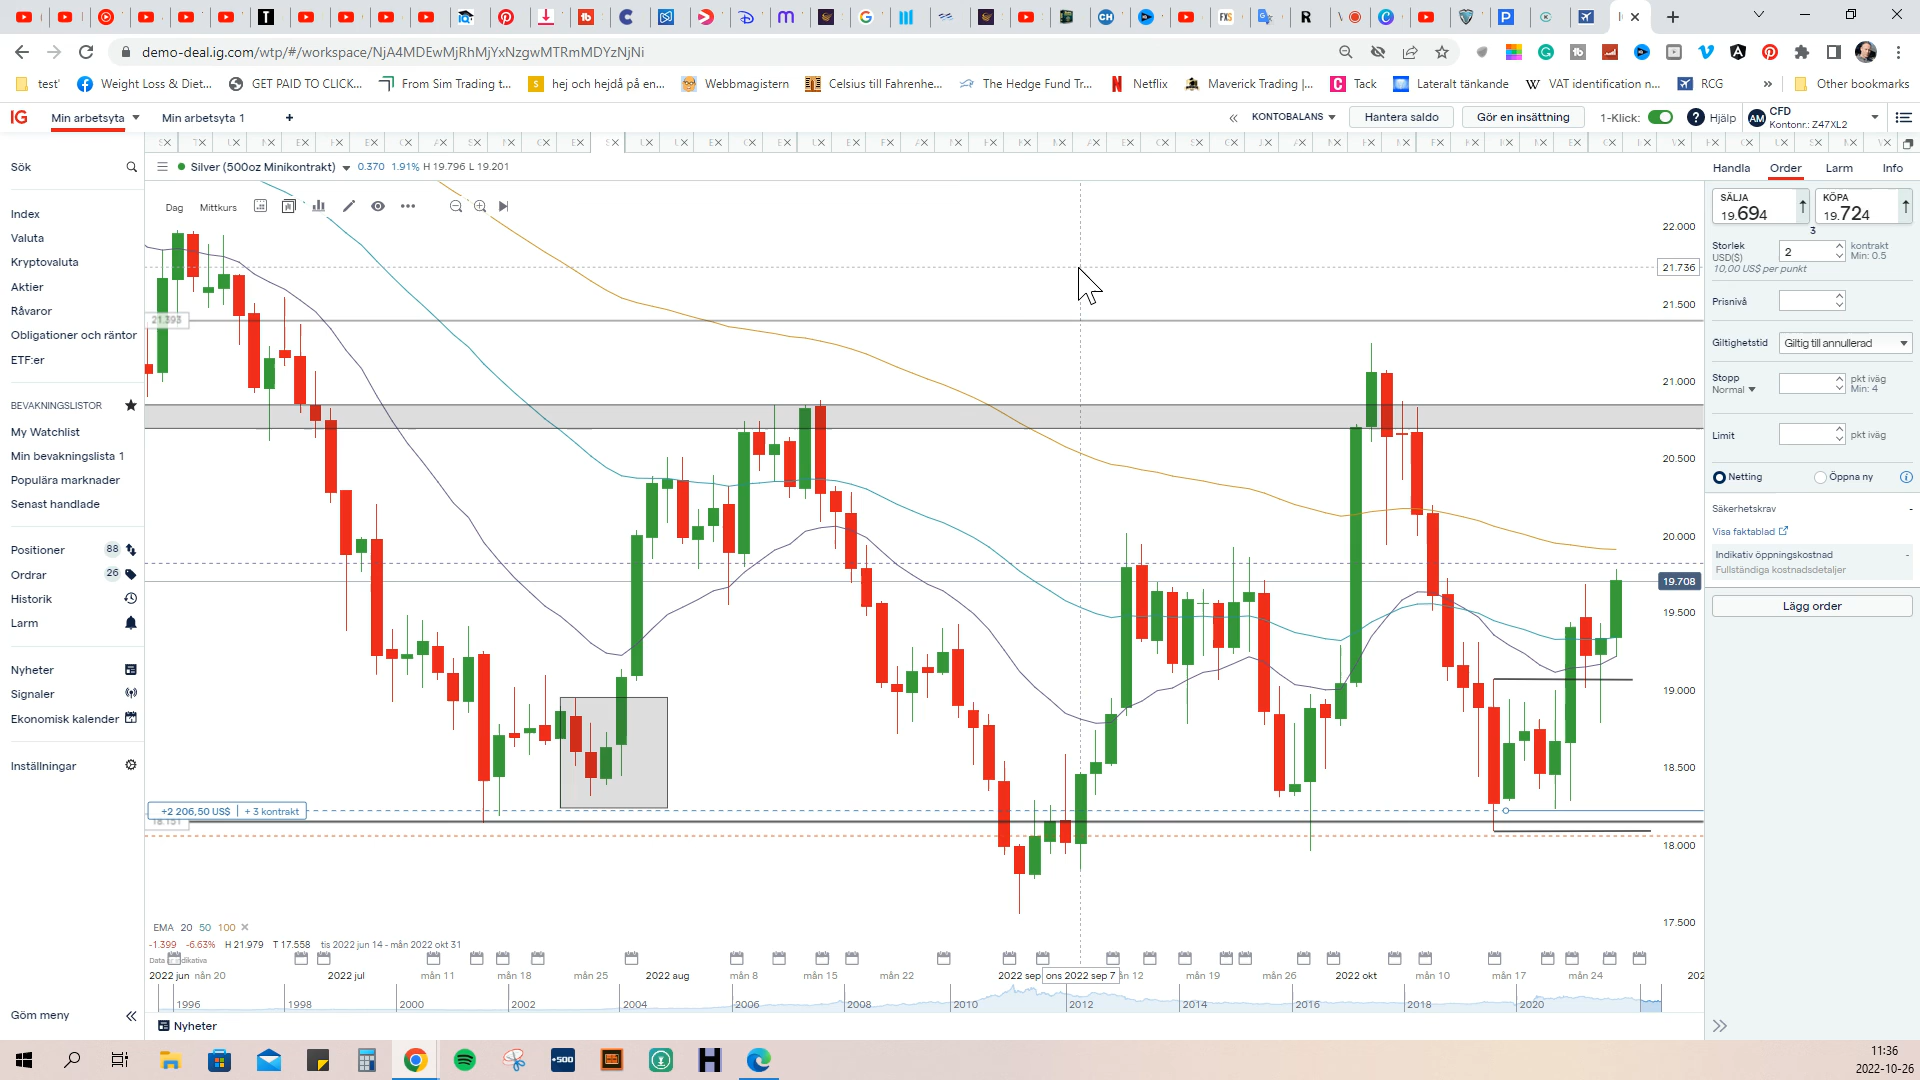 demo-deal.ig.com/wtp/#/workspace/NjA4MDEwMjRhMjYxNzgwMTRmMDYzNjNi
test'
Weight Loss & Diet...
GET PAID TO CLICK...
From Sim Trading t...
hej och hejdå på en...
Webbmagistern
Celsius till Fahrenhe...
The Hedge Fund Tr...
Netflix
Maverick Trading |...
Tack
Lateralt tänkande
VAT identification n...
RCG
»
Other bookmarks
IG
Min arbetsyta
Min arbetsyta 1
KONTOBALANS
Hantera saldo
Gör en insättning
1-Klick:
Hjälp
AM
CFD
Kontonr.: Z47XL2
Sök
Silver (500oz Minikontrakt) 0.370 1.91% H 19.796 L 19.201
Dag
Mittkurs
Index
Valuta
Kryptovaluta
Aktier
Råvaror
Obligationer och räntor
ETF:er
BEVAKNINGSLISTOR
My Watchlist
Min bevakningslista 1
Populära marknader
Senast handlade
Positioner 88
Ordrar 26
Historik
Larm
Nyheter
Signaler
Ekonomisk kalender
Inställningar
Göm meny
22.000
21.736
21.500
21.393
21.000
20.500
20.000
19.708
19.500
19.000
18.500
18.000
17.500
+2 206,50 US$ | + 3 kontrakt
18.151
EMA 20 50 100
-1.399 -6.63% H 21.979 T 17.558 tis 2022 jun 14 - mån 2022 okt 31
2022 jun
mån 20
2022 jul
mån 11
mån 18
mån 25
2022 aug
mån 8
mån 15
mån 22
2022 sep
ons 2022 sep 7
mån 19
mån 26
2022 okt
mån 10
mån 17
mån 24
1996
1998
2000
2002
2004
2006
2008
2010
2012
2014
2016
2018
2020
Nyheter
Handla
Order
Larm
Info
SÄLJA
19.694
KÖPA
19.724
3
Storlek
USD($)
2
kontrakt
Min: 0.5
10,00 US$ per punkt
Prisnivå
Giltighetstid
Giltig till annullerad
Stopp
Normal
pkt iväg
Min: 4
Limit
pkt iväg
Netting
Öppna ny
Säkerhetskrav
-
Visa faktablad
Indikativ öppningskostnad
-
Fullständiga kostnadsdetaljer
Lägg order
11:36
2022-10-26